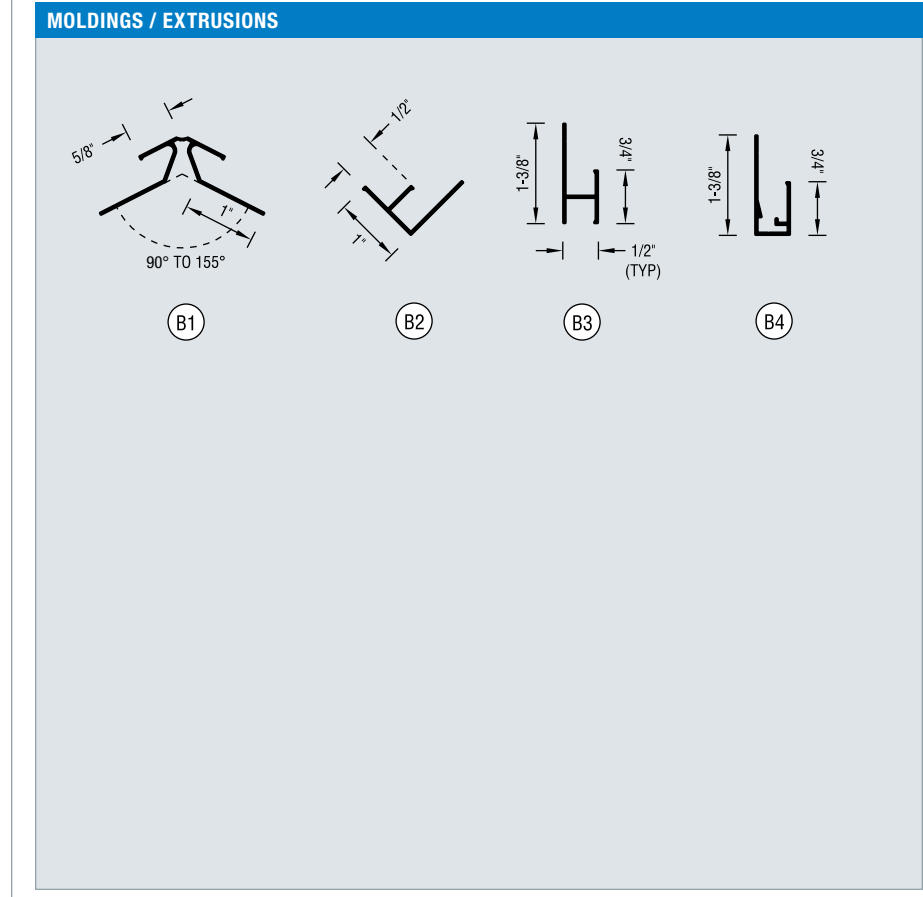 MOLDINGS / EXTRUSIONS
5/8"
1"
90° TO 155°
B1
1/2"
1"
B2
1-3/8"
3/4"
1/2"
(TYP)
B3
1-3/8"
3/4"
B4